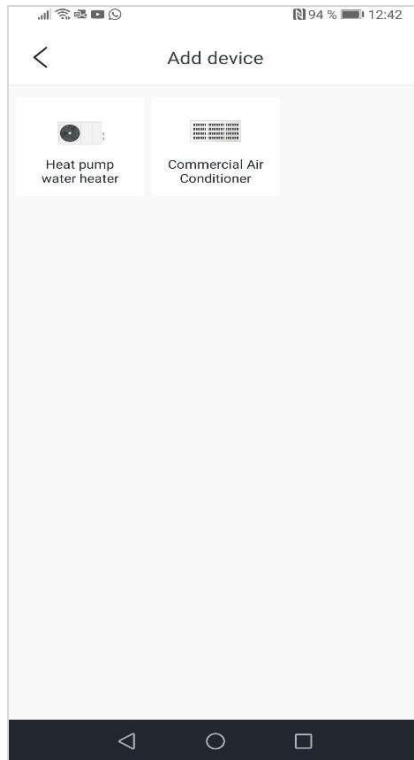 94 % 12:42
Add device
Heat pump
water heater
Commercial Air
Conditioner